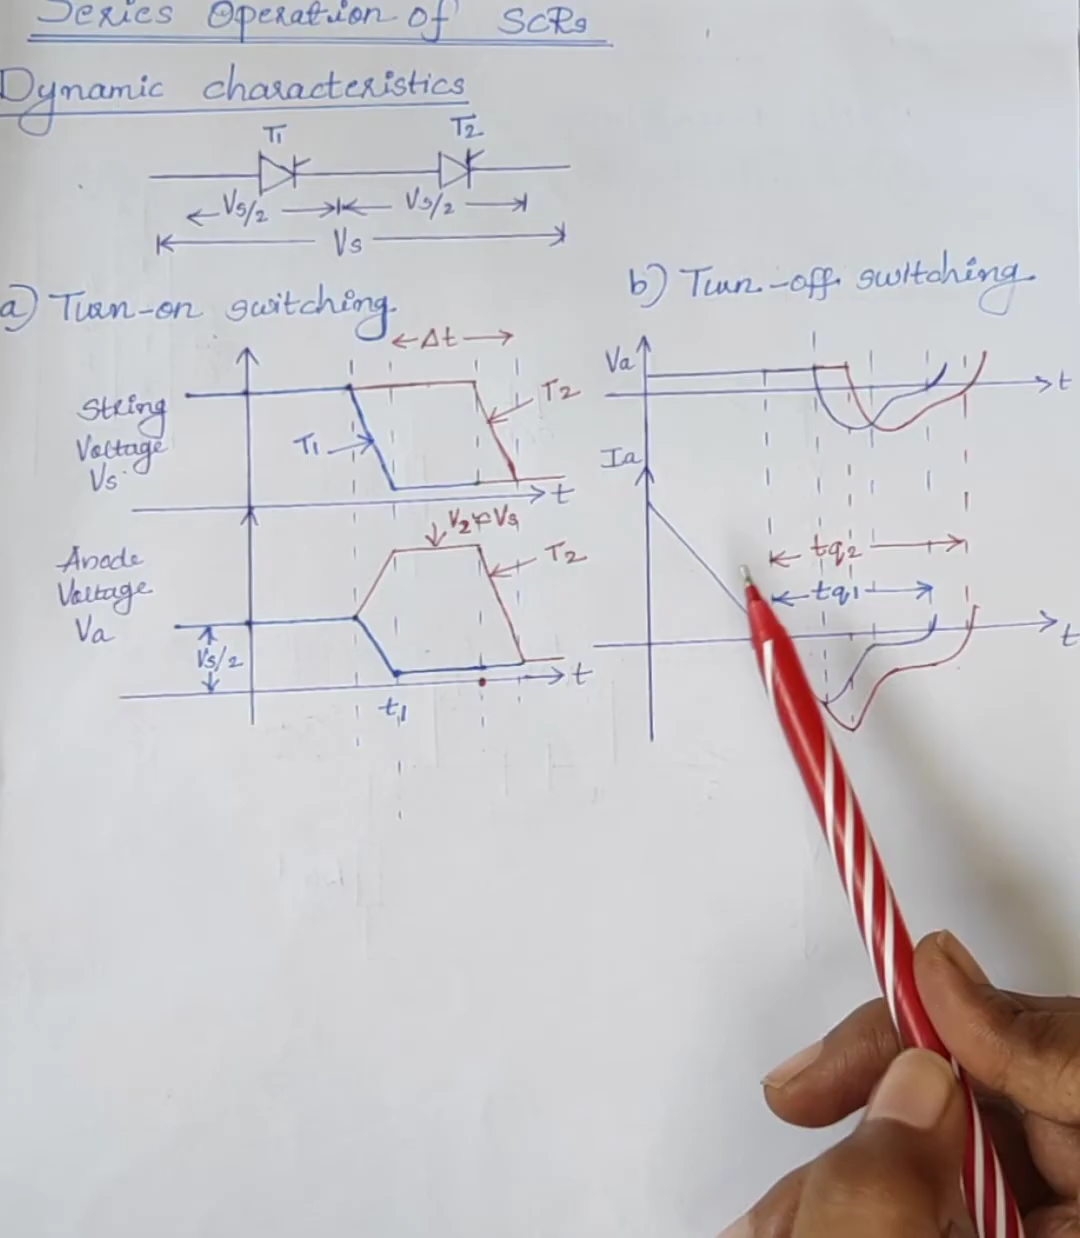 Series Operation of SCRs
Dynamic characteristics
T1 T2
Vs/2 Vs/2
Vs
a) Turn-on switching
Δt
String
Voltage
Vs
T1
T2
t
Anode
Voltage
Va
Vs/2
V2≈Vs
T2
t
t1
b) Turn-off switching
Va
t
Ia
tq2
tq1
t